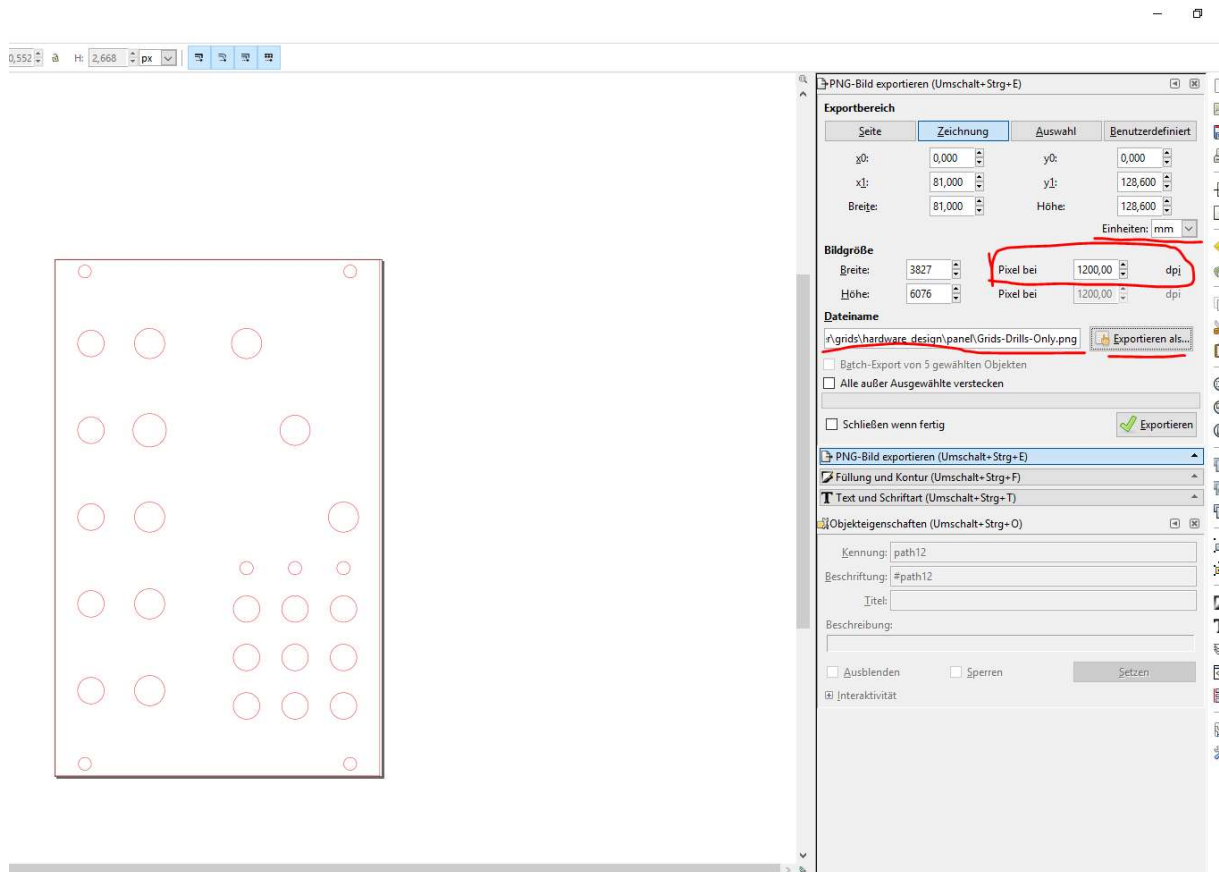 0,552 H: 2,668 px
PNG-Bild exportieren (Umschalt+Strg+E)
Exportbereich
Seite Zeichnung Auswahl Benutzerdefiniert
x0: 0,000 y0: 0,000
x1: 81,000 y1: 128,600
Breite: 81,000 Höhe: 128,600
Einheiten: mm
Bildgröße
Breite: 3827 Pixel bei 1200,00 dpi
Höhe: 6076 Pixel bei 1200,00 dpi
Dateiname
r\grids\hardware_design\panel\Grids-Drills-Only.png Exportieren als...
Batch-Export von 5 gewählten Objekten
Alle außer Ausgewählte verstecken
Schließen wenn fertig Exportieren
PNG-Bild exportieren (Umschalt+Strg+E)
Füllung und Kontur (Umschalt+Strg+F)
Text und Schriftart (Umschalt+Strg+T)
Objekteigenschaften (Umschalt+Strg+O)
Kennung: path12
Beschriftung: #path12
Titel:
Beschreibung:
Ausblenden Sperren Setzen
Interaktivität